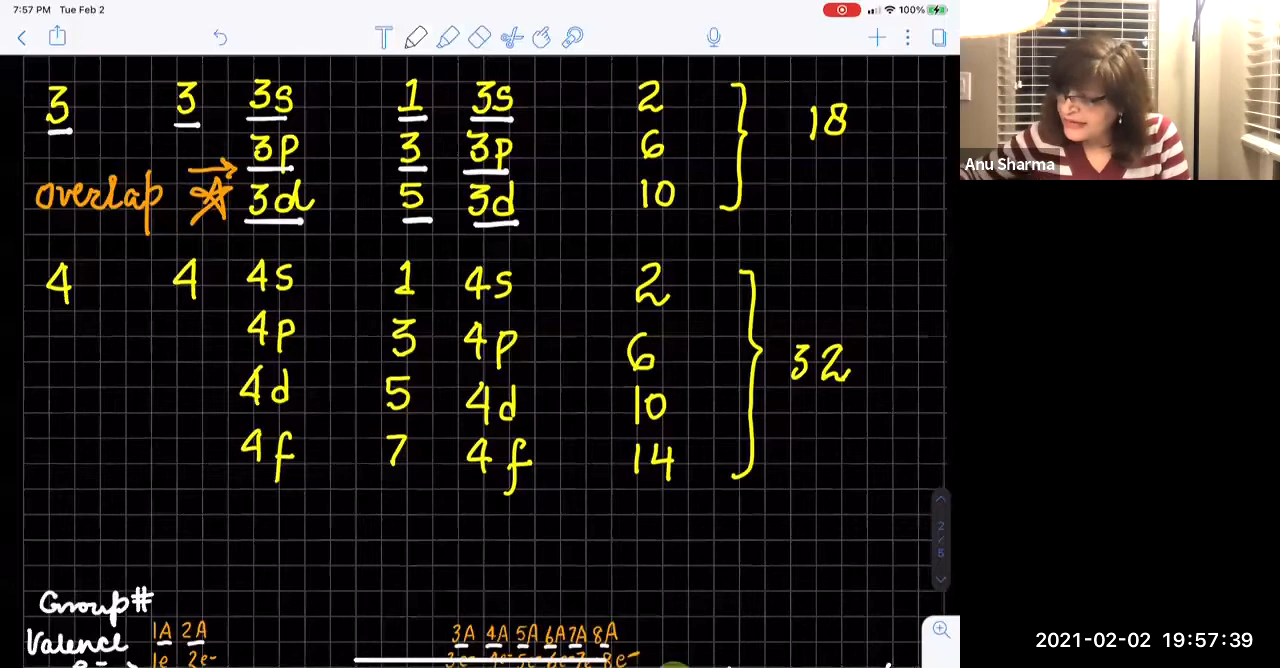 7:57 PM Tue Feb 2
100%
3 3 3s 1 3s 2
18
3p 3 3p 6
overlap 3d 5 3d 10
4 4 4s 1 4s 2
4p 3 4p 6
32
4d 5 4d 10
4f 7 4f 14
2
/
5
Group#
Valence
1A 2A
3A 4A 5A 6A 7A 8A
1e 2e-
8e-
Anu Sharma
2021-02-02 19:57:39